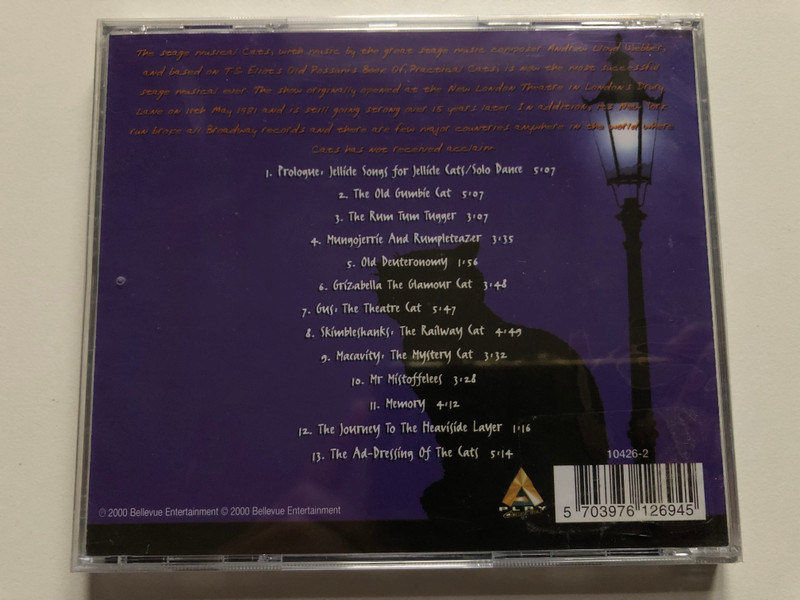 The stage musical Cats, with music by the great stage music composer Andrew Lloyd Webber,
and based on T.S. Eliot's Old Possum's Book Of Practical Cats, is now the most successful
stage musical ever. The show originally opened at the New London Theatre in London's Drury
Lane on 11th May 1981 and is still going strong over 15 years later. In addition, its New York
run broke all Broadway records and there are few major countries anywhere in the world where
Cats has not received acclaim
1. Prologue: Jellicle Songs for Jellicle Cats/Solo Dance 5:07
2. The Old Gumbie Cat 5:07
3. The Rum Tum Tugger 3:07
4. Mungojerrie And Rumpleteazer 3:35
5. Old Deuteronomy 1:56
6. Grizabella The Glamour Cat 3:48
7. Gus: The Theatre Cat 5:47
8. Skimbleshanks: The Railway Cat 4:49
9. Macavity: The Mystery Cat 3:32
10. Mr Mistoffelees 3:28
11. Memory 4:12
12. The Journey To The Heaviside Layer 1:16
13. The Ad-Dressing Of The Cats 5:14
10426-2
PLAY
℗ 2000 Bellevue Entertainment © 2000 Bellevue Entertainment
5 703976 126945